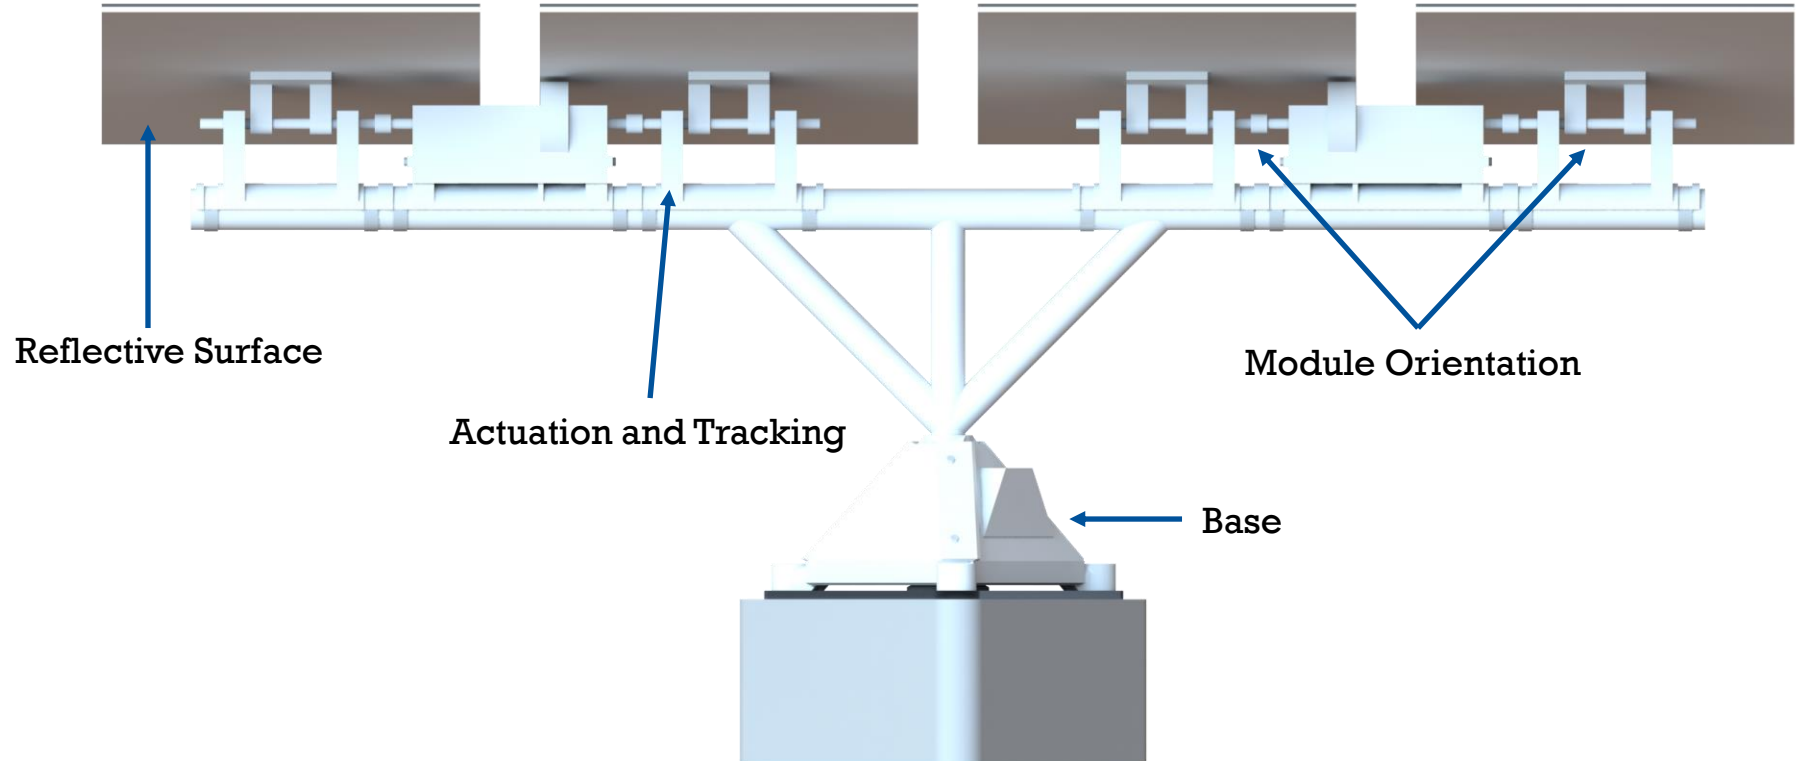 Reflective Surface
Module Orientation
Actuation and Tracking
Base